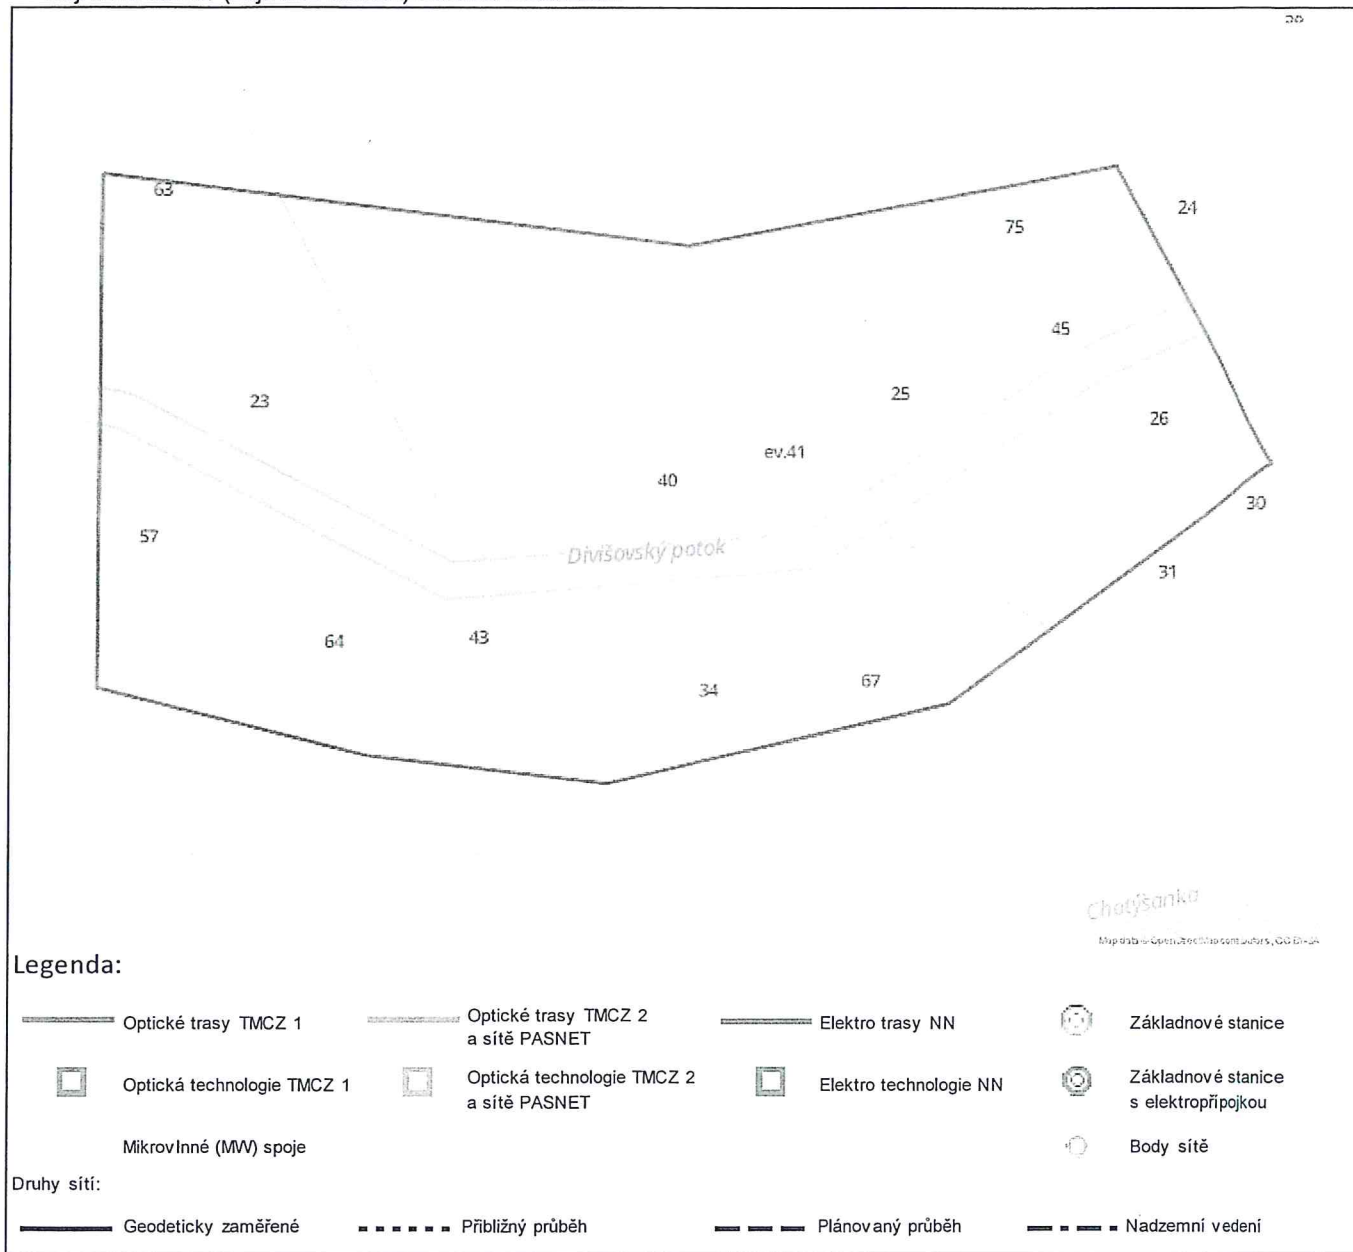 63
75
24
45
23
25
26
ev.41
40
30
57
Divišovský potok
31
64
43
34
67
Chotýšanka
Legenda:
Optické trasy TMCZ 1
Optické trasy TMCZ 2
a sítě PASNET
Elektro trasy NN
Základnové stanice
Optická technologie TMCZ 1
Optická technologie TMCZ 2
a sítě PASNET
Elektro technologie NN
Základnové stanice
s elektropřípojkou
Mikrovlnné (MW) spoje
Body sítě
Druhy sítí:
Geodeticky zaměřené
Přibližný průběh
Plánovaný průběh
Nadzemní vedení